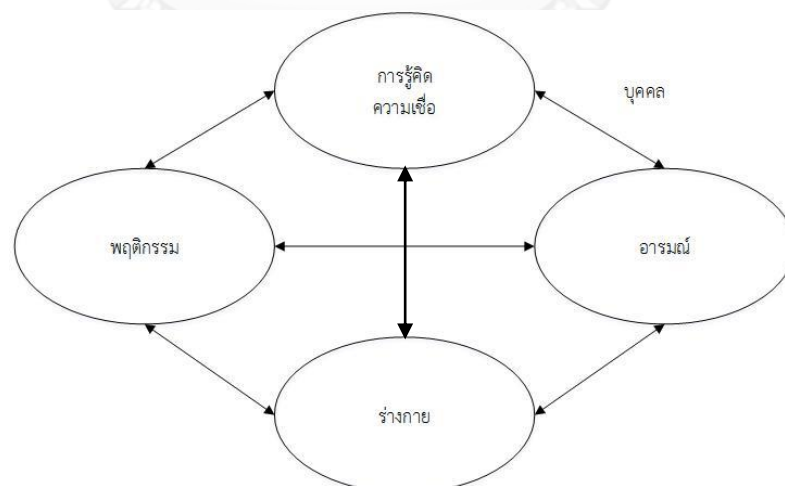 การรู้คิด
ความเชื่อ
บุคคล
พฤติกรรม
อารมณ์
ร่างกาย